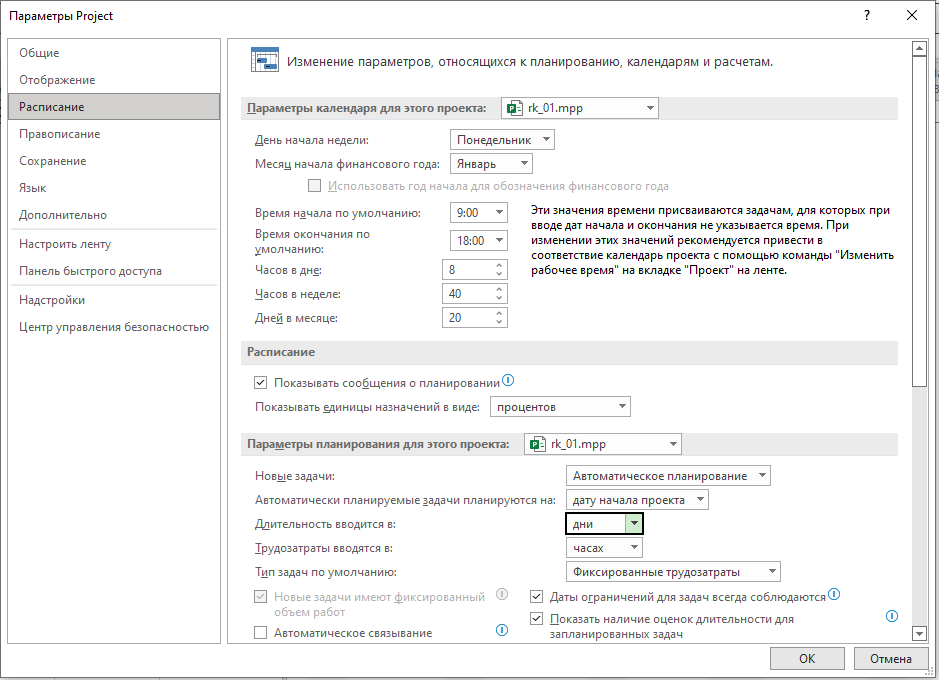 Параметры Project
?
Общие
Отображение
Расписание
Правописание
Сохранение
Язык
Дополнительно
Настроить ленту
Панель быстрого доступа
Надстройки
Центр управления безопасностью
Изменение параметров, относящихся к планированию, календарям и расчетам.
Параметры календаря для этого проекта: rk_01.mpp
День начала недели: Понедельник
Месяц начала финансового года: Январь
Использовать год начала для обозначения финансового года
Время начала по умолчанию: 9:00
Время окончания по
умолчанию: 18:00
Эти значения времени присваиваются задачам, для которых при
вводе дат начала и окончания не указывается время. При
изменении этих значений рекомендуется привести в
соответствие календарь проекта с помощью команды "Изменить
рабочее время" на вкладке "Проект" на ленте.
Часов в дне: 8
Часов в неделе: 40
Дней в месяце: 20
Расписание
Показывать сообщения о планировании
Показывать единицы назначений в виде: процентов
Параметры планирования для этого проекта: rk_01.mpp
Новые задачи: Автоматическое планирование
Автоматически планируемые задачи планируются на: дату начала проекта
Длительность вводится в: дни
Трудозатраты вводятся в: часах
Тип задач по умолчанию: Фиксированные трудозатраты
Новые задачи имеют фиксированный
объем работ
Даты ограничений для задач всегда соблюдаются
Показать наличие оценок длительности для
запланированных задач
Автоматическое связывание
ОК
Отмена